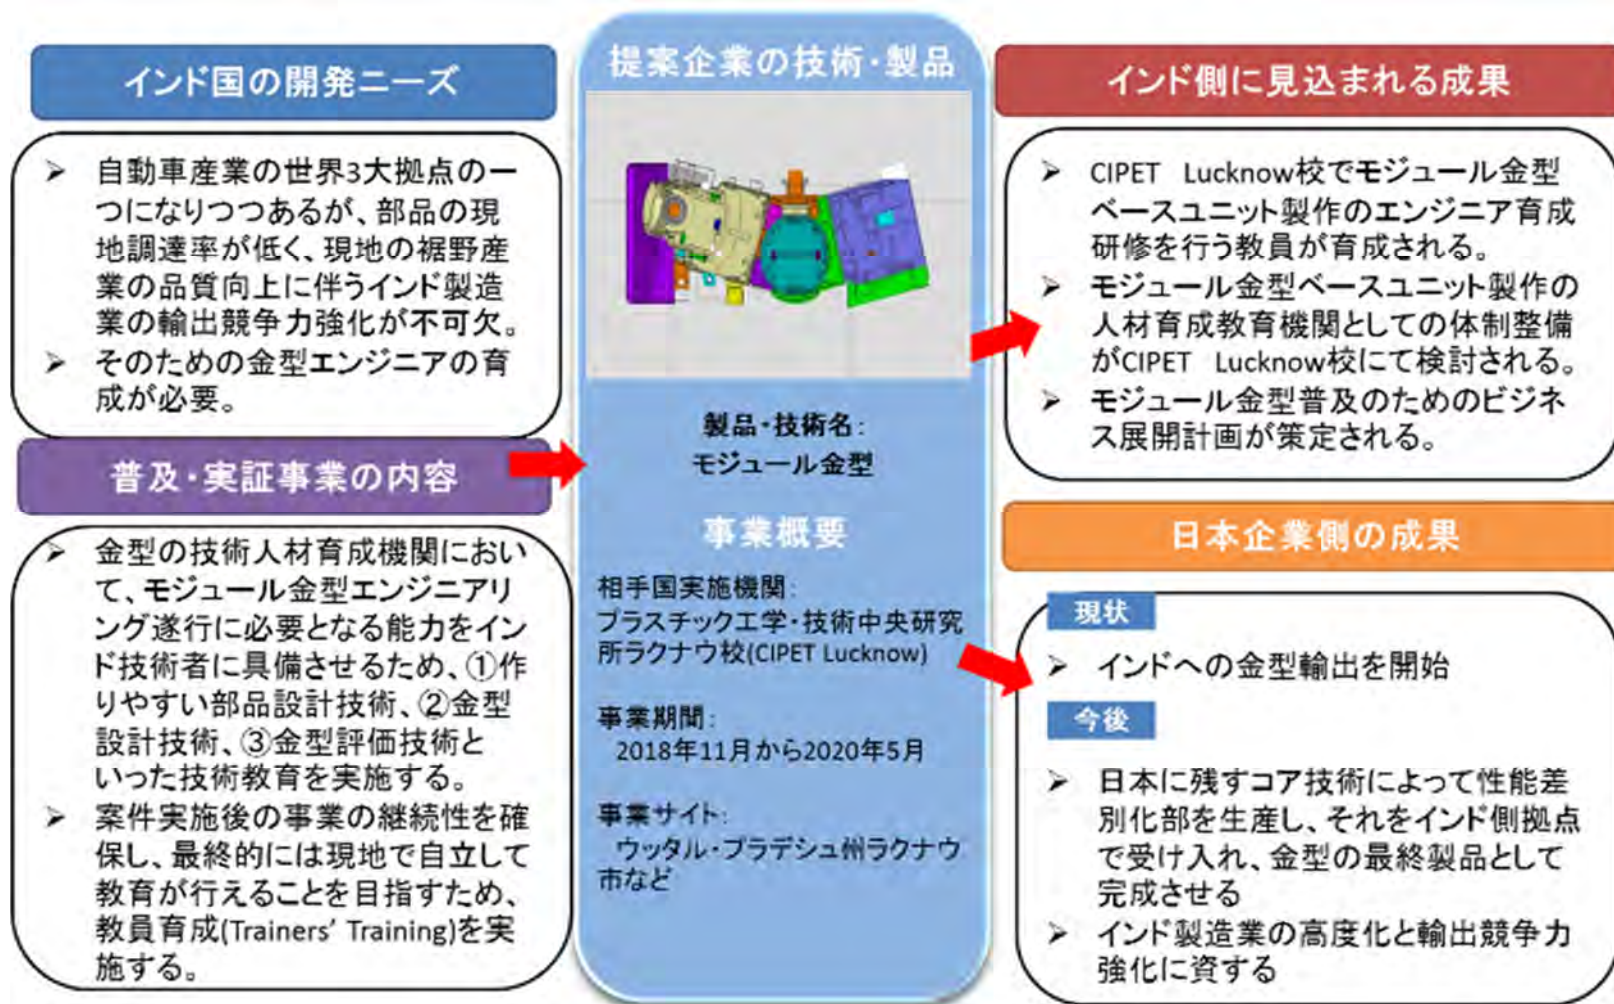 インド国の開発ニーズ
➢ 自動車産業の世界3大拠点の一
つになりつつあるが、部品の現
地調達率が低く、現地の裾野産
業の品質向上に伴うインド製造
業の輸出競争力強化が不可欠。
➢ そのための金型エンジニアの育
成が必要。
普及・実証事業の内容
➢ 金型の技術人材育成機関におい
て、モジュール金型エンジニアリ
ング遂行に必要となる能力をイン
ド技術者に具備させるため、①作
りやすい部品設計技術、②金型
設計技術、③金型評価技術と
いった技術教育を実施する。
➢ 案件実施後の事業の継続性を確
保し、最終的には現地で自立して
教育が行えることを目指すため、
教員育成(Trainers’ Training)を実
施する。
提案企業の技術・製品
製品・技術名：
モジュール金型
事業概要
相手国実施機関：
プラスチック工学・技術中央研究
所ラクナウ校(CIPET Lucknow)
事業期間：
2018年11月から2020年5月
事業サイト：
ウッタル・プラデシュ州ラクナウ
市など
インド側に見込まれる成果
➢ CIPET Lucknow校でモジュール金型
ベースユニット製作のエンジニア育成
研修を行う教員が育成される。
➢ モジュール金型ベースユニット製作の
人材育成教育機関としての体制整備
がCIPET Lucknow校にて検討される。
➢ モジュール金型普及のためのビジネ
ス展開計画が策定される。
日本企業側の成果
現状
➢ インドへの金型輸出を開始
今後
➢ 日本に残すコア技術によって性能差
別化部を生産し、それをインド側拠点
で受け入れ、金型の最終製品として
完成させる
➢ インド製造業の高度化と輸出競争力
強化に資する